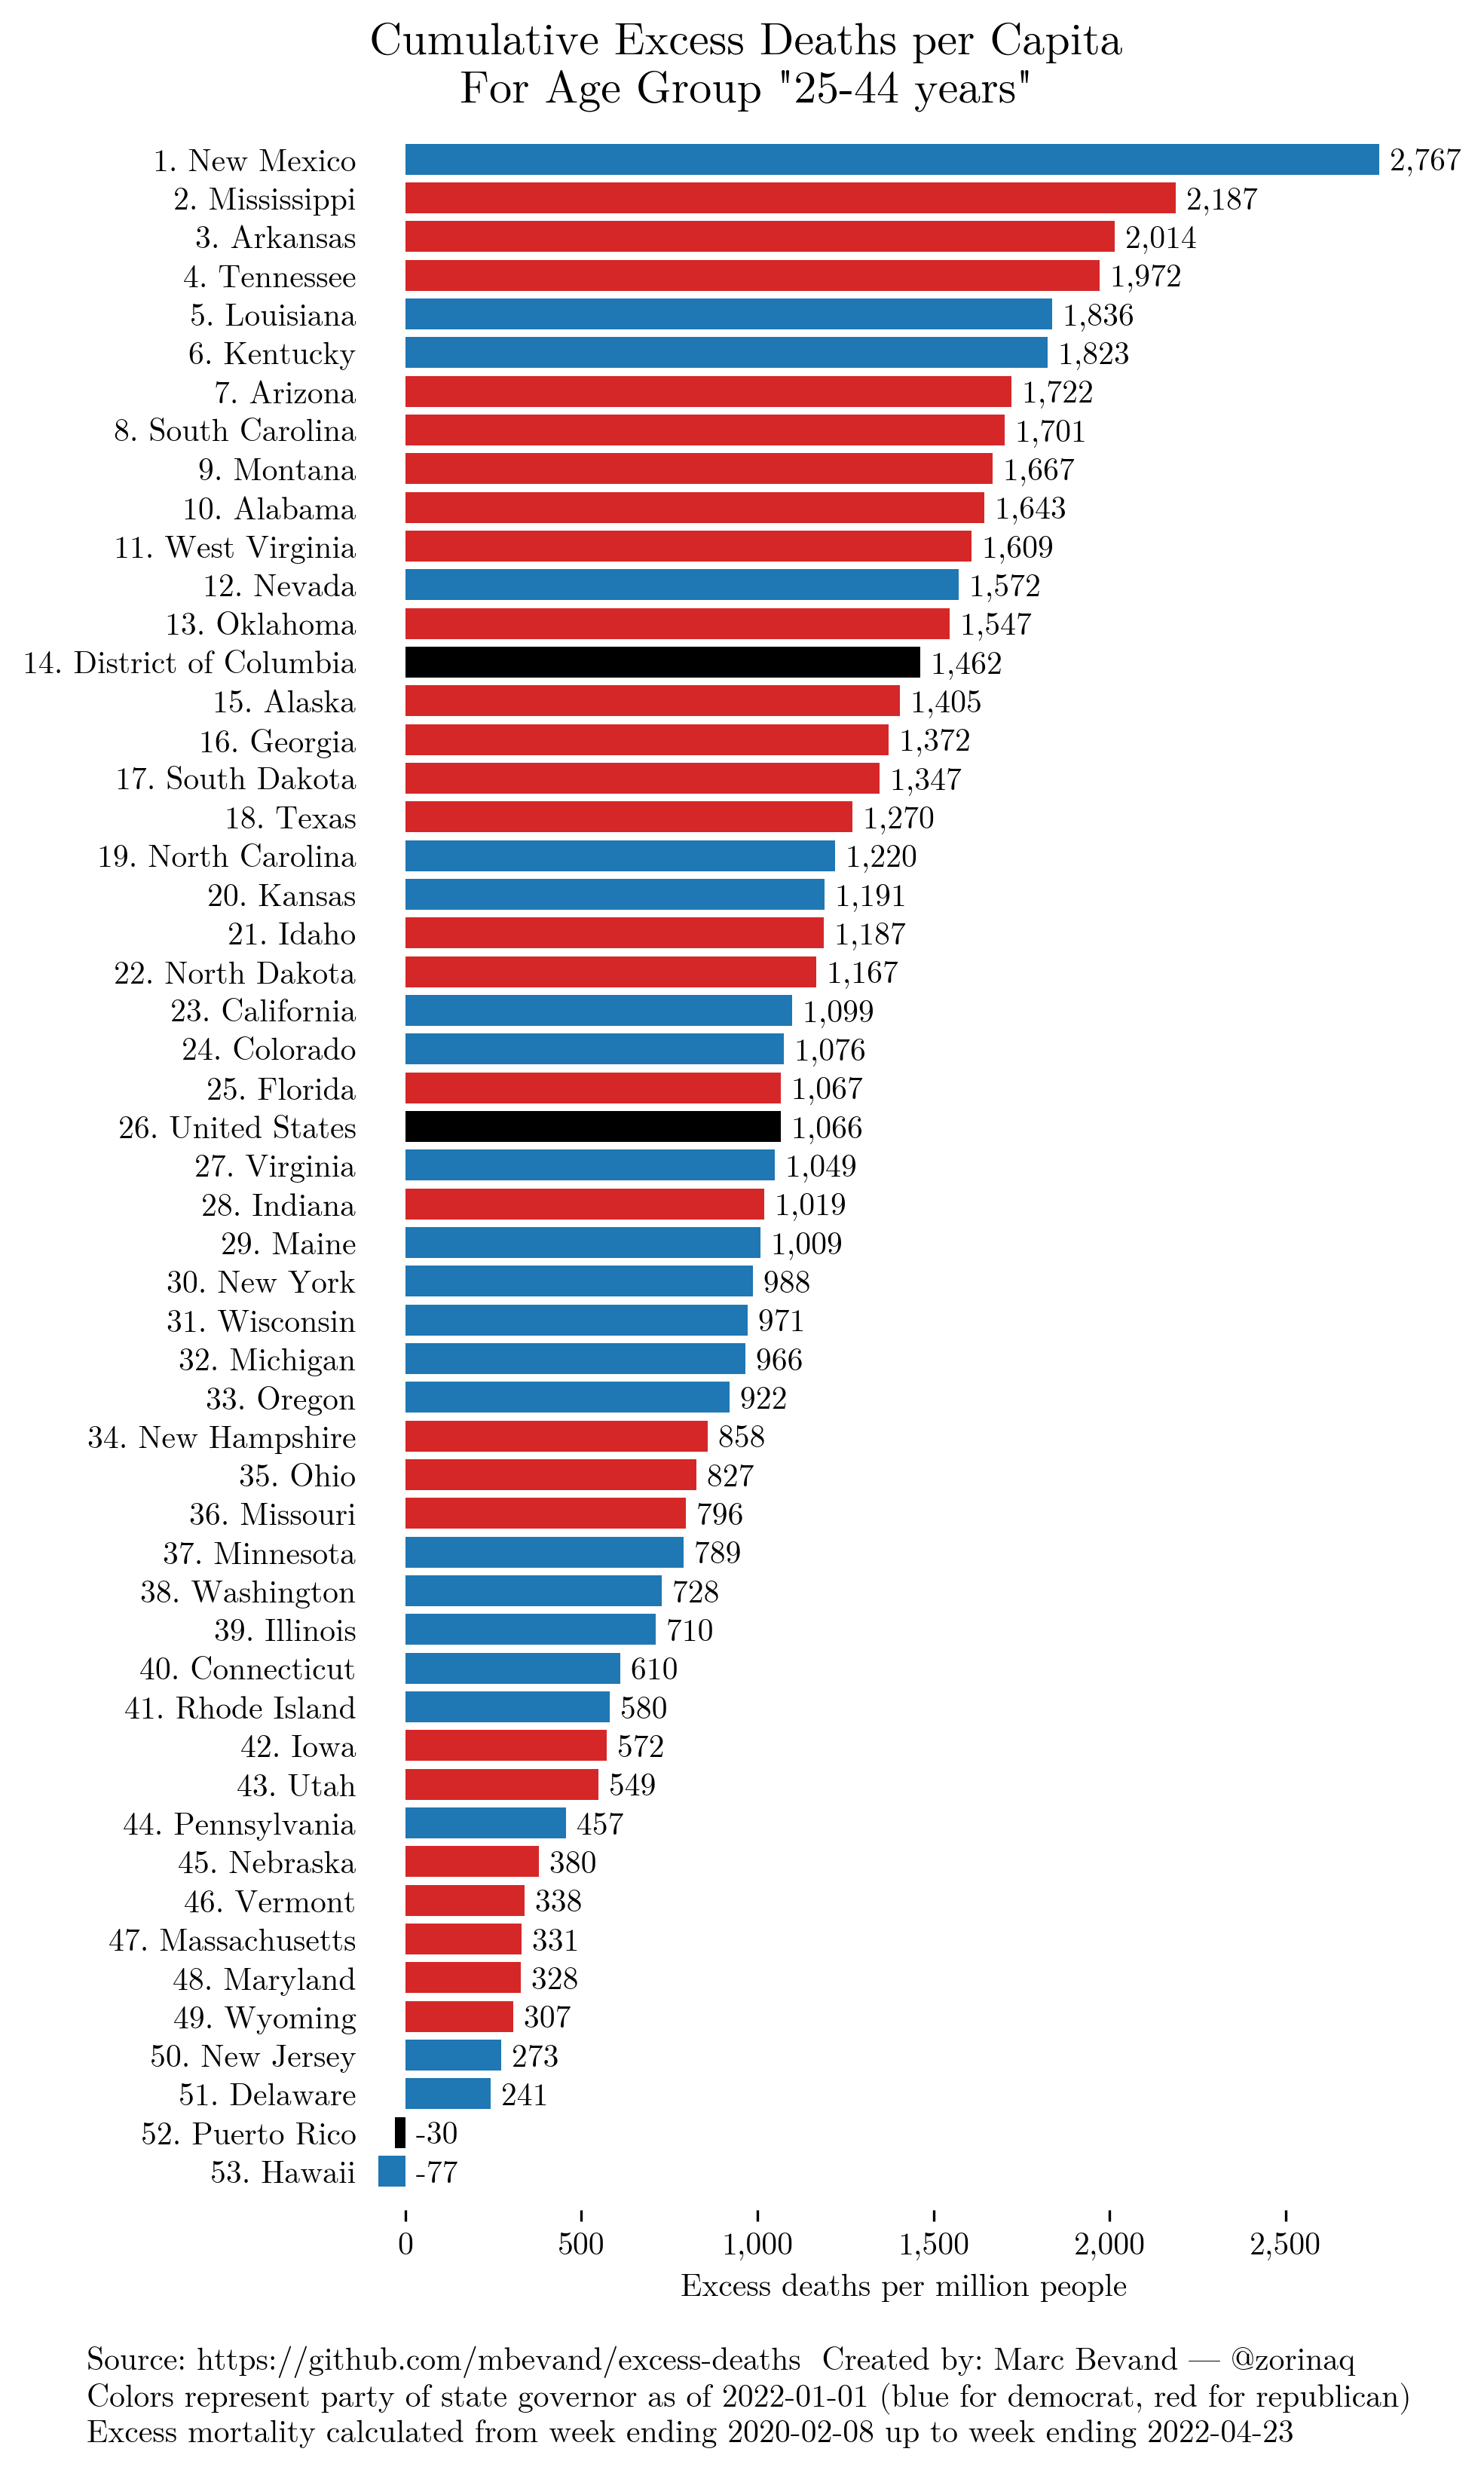 Cumulative Excess Deaths per Capita
For Age Group "25-44 years"
1. New Mexico 2,767
2. Mississippi 2,187
3. Arkansas 2,014
4. Tennessee 1,972
5. Louisiana 1,836
6. Kentucky 1,823
7. Arizona 1,722
8. South Carolina 1,701
9. Montana 1,667
10. Alabama 1,643
11. West Virginia 1,609
12. Nevada 1,572
13. Oklahoma 1,547
14. District of Columbia 1,462
15. Alaska 1,405
16. Georgia 1,372
17. South Dakota 1,347
18. Texas 1,270
19. North Carolina 1,220
20. Kansas 1,191
21. Idaho 1,187
22. North Dakota 1,167
23. California 1,099
24. Colorado 1,076
25. Florida 1,067
26. United States 1,066
27. Virginia 1,049
28. Indiana 1,019
29. Maine 1,009
30. New York 988
31. Wisconsin 971
32. Michigan 966
33. Oregon 922
34. New Hampshire 858
35. Ohio 827
36. Missouri 796
37. Minnesota 789
38. Washington 728
39. Illinois 710
40. Connecticut 610
41. Rhode Island 580
42. Iowa 572
43. Utah 549
44. Pennsylvania 457
45. Nebraska 380
46. Vermont 338
47. Massachusetts 331
48. Maryland 328
49. Wyoming 307
50. New Jersey 273
51. Delaware 241
52. Puerto Rico -30
53. Hawaii -77
0 500 1,000 1,500 2,000 2,500
Excess deaths per million people
Source: https://github.com/mbevand/excess-deaths Created by: Marc Bevand — @zorinaq
Colors represent party of state governor as of 2022-01-01 (blue for democrat, red for republican)
Excess mortality calculated from week ending 2020-02-08 up to week ending 2022-04-23